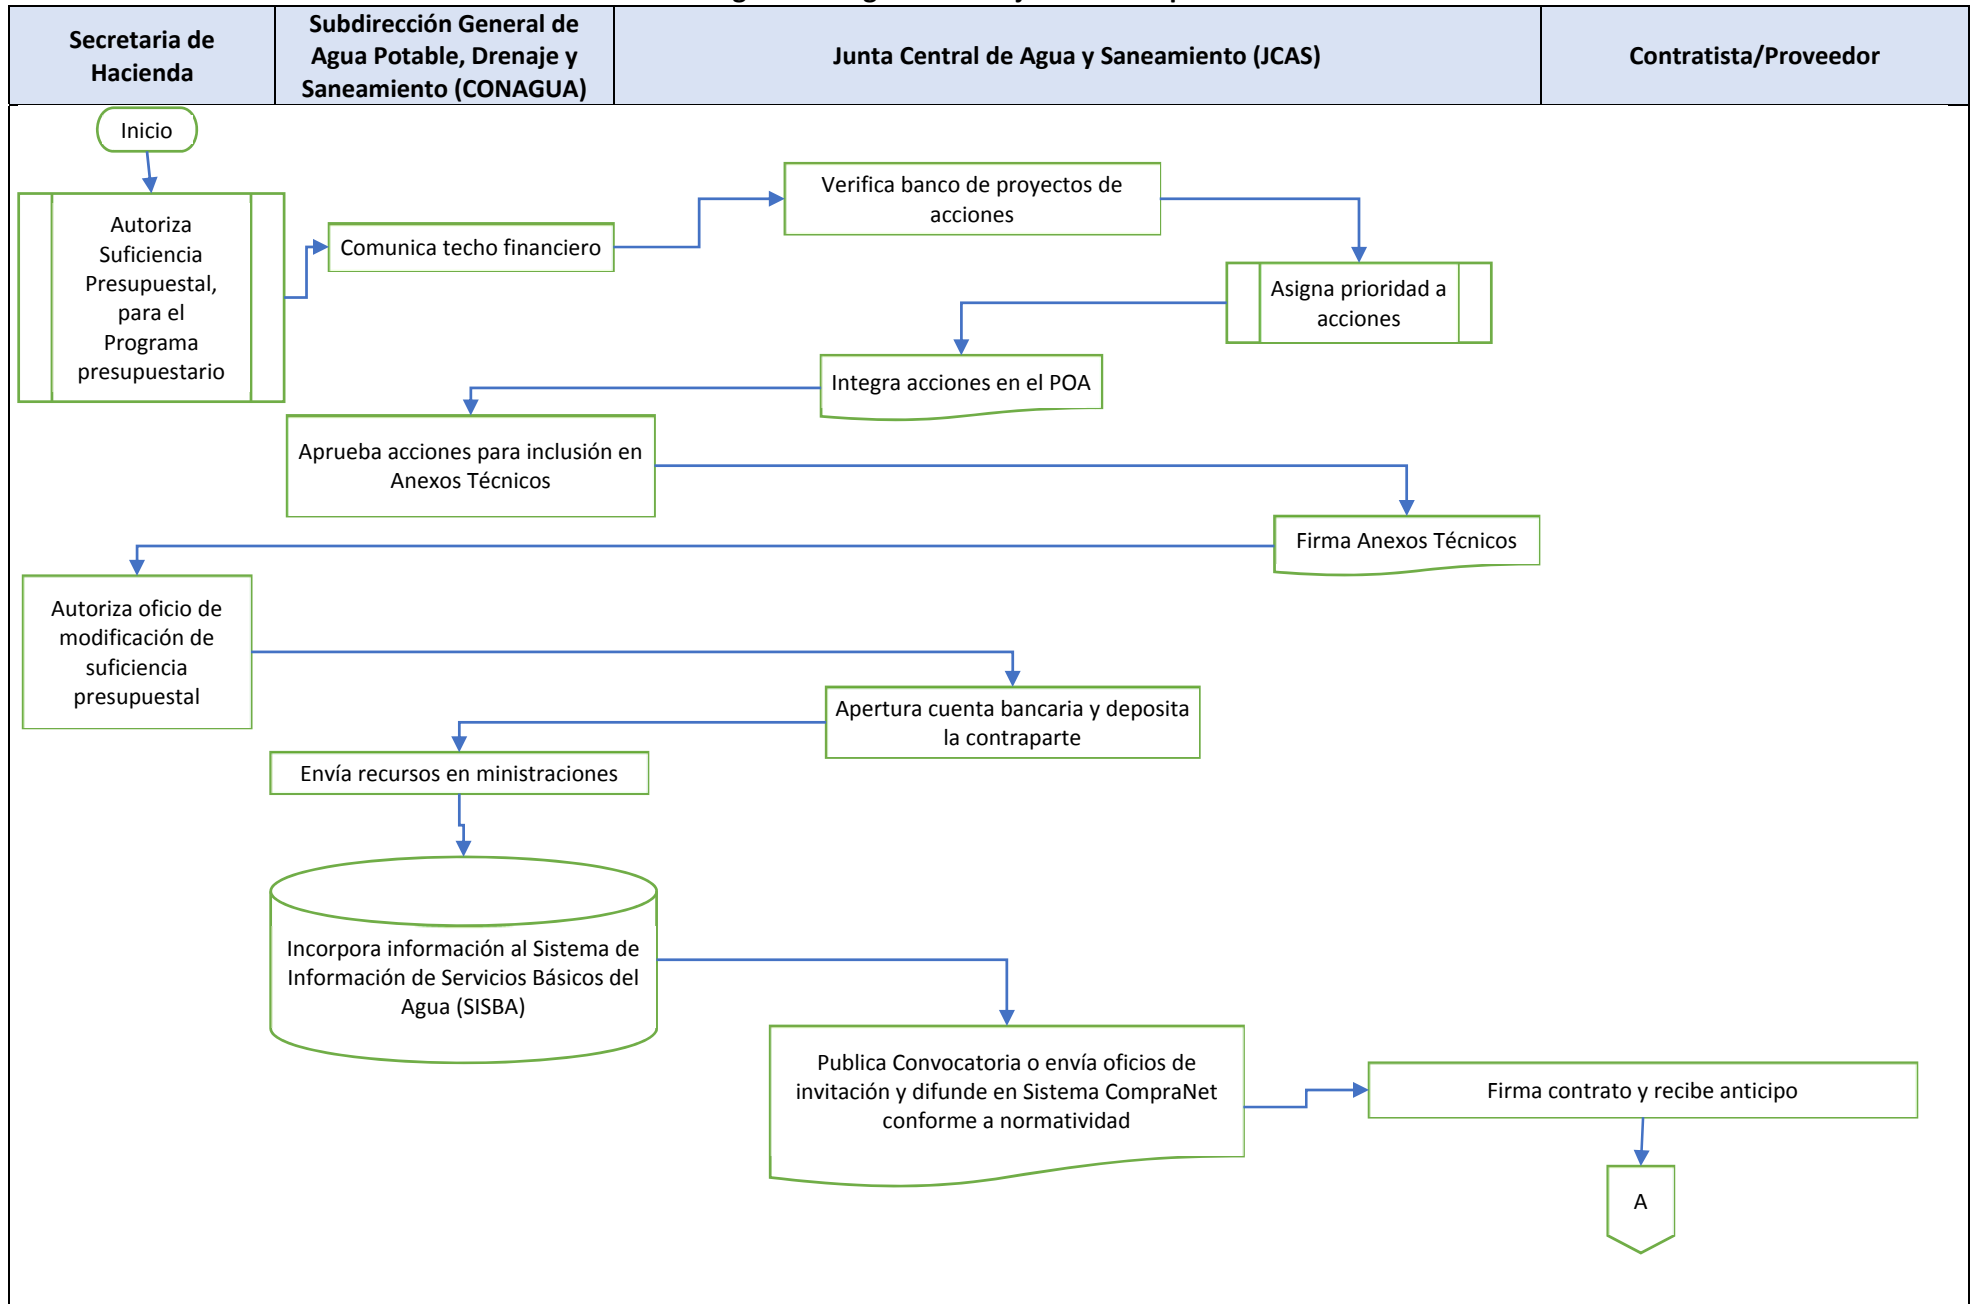 Secretaria de
Hacienda
Subdirección General de
Agua Potable, Drenaje y
Saneamiento (CONAGUA)
Junta Central de Agua y Saneamiento (JCAS)
Contratista/Proveedor
Inicio
Autoriza
Suficiencia
Presupuestal,
para el
Programa
presupuestario
Comunica techo financiero
Verifica banco de proyectos de
acciones
Asigna prioridad a
acciones
Integra acciones en el POA
Aprueba acciones para inclusión en
Anexos Técnicos
Firma Anexos Técnicos
Autoriza oficio de
modificación de
suficiencia
presupuestal
Apertura cuenta bancaria y deposita
la contraparte
Envía recursos en ministraciones
Incorpora información al Sistema de
Información de Servicios Básicos del
Agua (SISBA)
Publica Convocatoria o envía oficios de
invitación y difunde en Sistema CompraNet
conforme a normatividad
Firma contrato y recibe anticipo
A